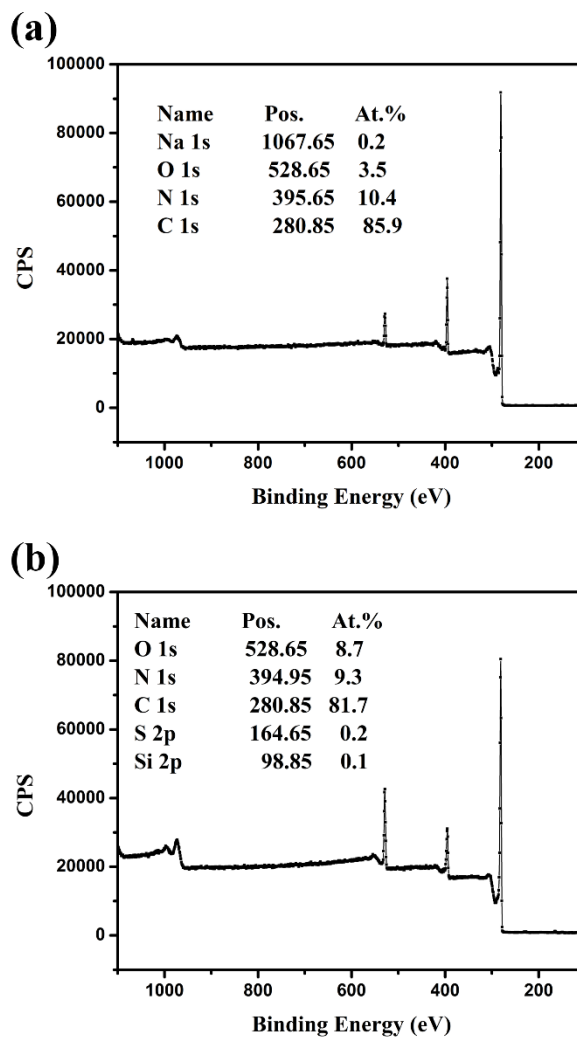 (a)
100000
80000
60000
40000
20000
0
CPS
Name Pos. At.%
Na 1s 1067.65 0.2
O 1s 528.65 3.5
N 1s 395.65 10.4
C 1s 280.85 85.9
1000 800 600 400 200
Binding Energy (eV)
(b)
100000
80000
60000
40000
20000
0
CPS
Name Pos. At.%
O 1s 528.65 8.7
N 1s 394.95 9.3
C 1s 280.85 81.7
S 2p 164.65 0.2
Si 2p 98.85 0.1
1000 800 600 400 200
Binding Energy (eV)